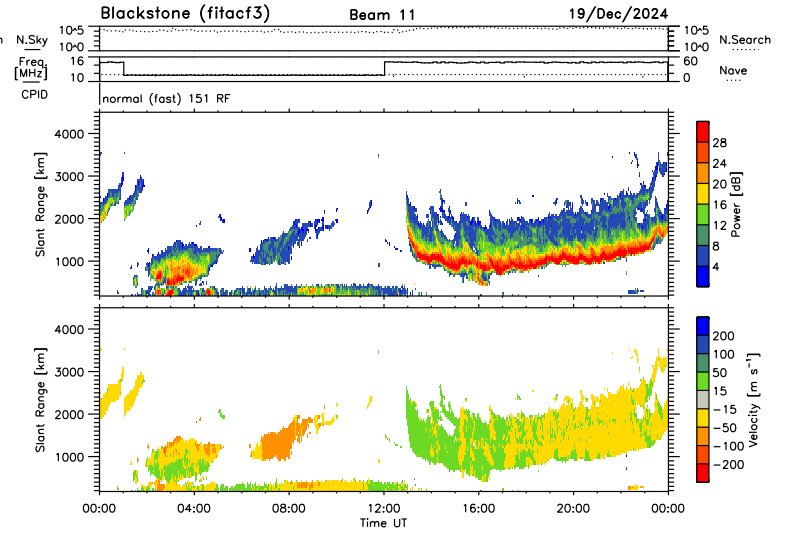 Blackstone (fitacf3)
Beam 11
19/Dec/2024
N.Sky
10^5
10^0
10^5
10^0
N.Search
Freq.
[MHz]
16
10
60
0
Nave
CPID
normal (fast) 151 RF
Slant Range [km]
4000
3000
2000
1000
28
24
20
16
12
8
4
Power [dB]
Slant Range [km]
4000
3000
2000
1000
200
100
50
15
-15
-50
-100
-200
Velocity [m s⁻¹]
00:00 04:00 08:00 12:00 16:00 20:00 00:00
Time UT